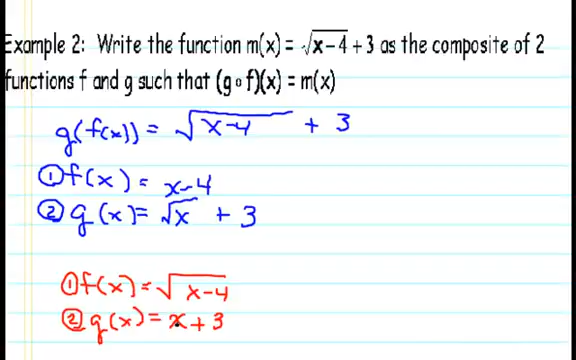 Example 2: Write the function m(x) = √x-4 + 3 as the composite of 2
functions f and g such that (g ∘ f)(x) = m(x)
g(f(x)) = √x-4 + 3
① f(x) = x-4
② g(x) = √x + 3
① f(x) = √x-4
② g(x) = x + 3